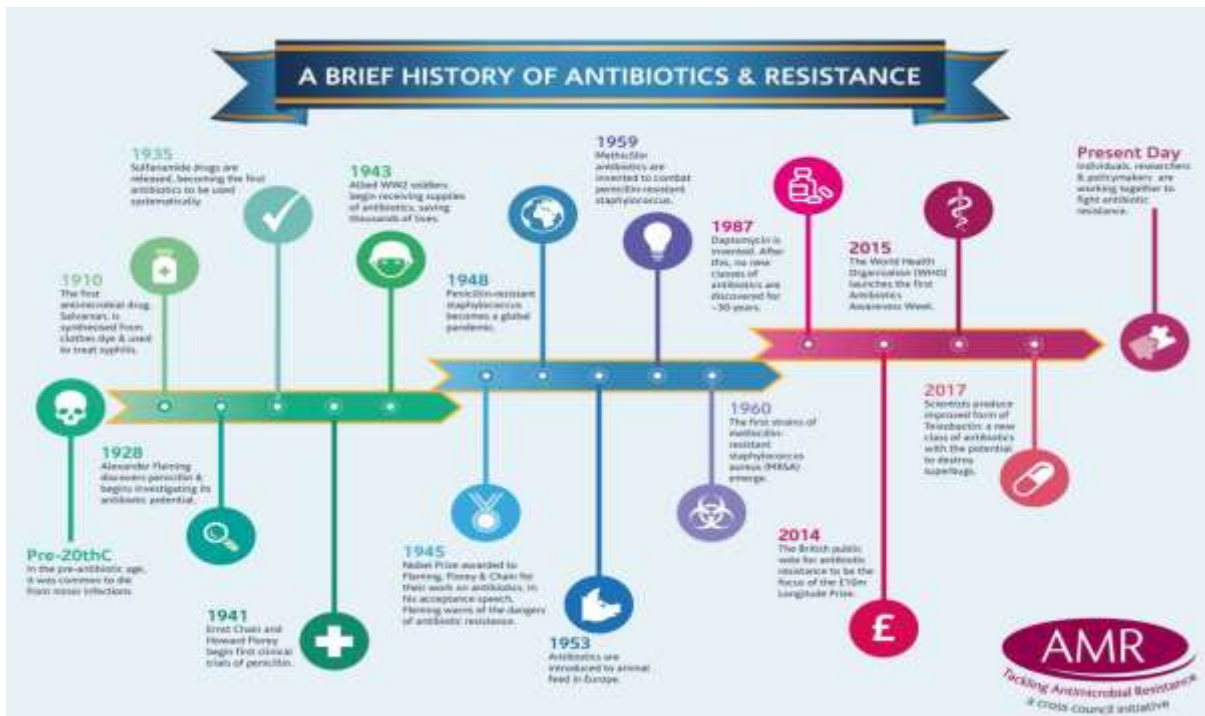 A BRIEF HISTORY OF ANTIBIOTICS & RESISTANCE
Pre-20thC
In the pre-antibiotic age,
it was common to die
from minor infections.
1910
The first
antimicrobial drug,
Salvarsan, is
synthesised from
clothes dye & used
to treat syphilis.
1928
Alexander Fleming
discovers penicillin &
begins investigating its
antibiotic potential.
1935
Sulfanamide drugs are
released, becoming the first
antibiotics to be used
systematically.
1941
Ernst Chain and
Howard Florey
begin first clinical
trials of penicillin.
1943
Allied WW2 soldiers
begin receiving supplies
of antibiotics, saving
thousands of lives.
1945
Nobel Prize awarded to
Fleming, Florey & Chain for
their work on antibiotics. In
his acceptance speech,
Fleming warns of the dangers
of antibiotic resistance.
1948
Penicillin-resistant
staphylococcus
becomes a global
pandemic.
1953
Antibiotics are
introduced to animal
feed in Europe.
1959
Methicillin
antibiotics are
invented to combat
penicillin-resistant
staphylococcus.
1960
The first strains of
methicillin-
resistant
staphylococcus
aureus (MRSA)
emerge.
1987
Daptomycin is
invented. After
this, no new
classes of
antibiotics are
discovered for
~30 years.
2014
The British public
vote for antibiotic
resistance to be the
focus of the £10m
Longitude Prize.
£
2015
The World Health
Organisation (WHO)
launches the first
Antibiotics
Awareness Week.
2017
Scientists produce
improved form of
Teixobactin: a new
class of antibiotics
with the potential
to destroy
superbugs.
Present Day
Individuals, researchers
& policymakers are
working together to
fight antibiotic
resistance.
AMR
Tackling Antimicrobial Resistance
a cross council initiative